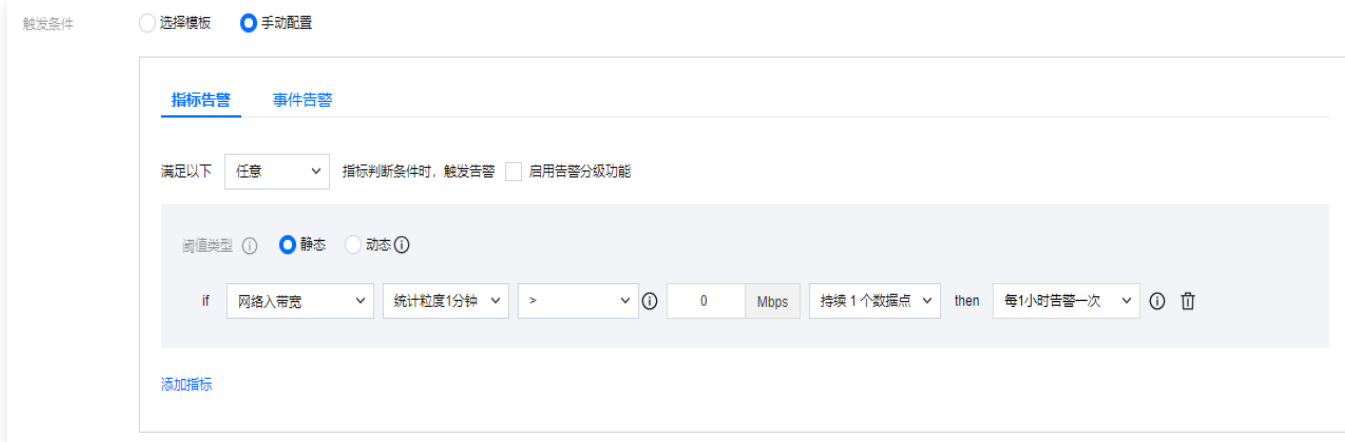 触发条件 选择模板 手动配置
指标告警 事件告警
满足以下 任意 指标判断条件时，触发告警 启用告警分级功能
阈值类型 静态 动态
if 网络入带宽 统计粒度1分钟 > 0 Mbps 持续 1 个数据点 then 每1小时告警一次
添加指标